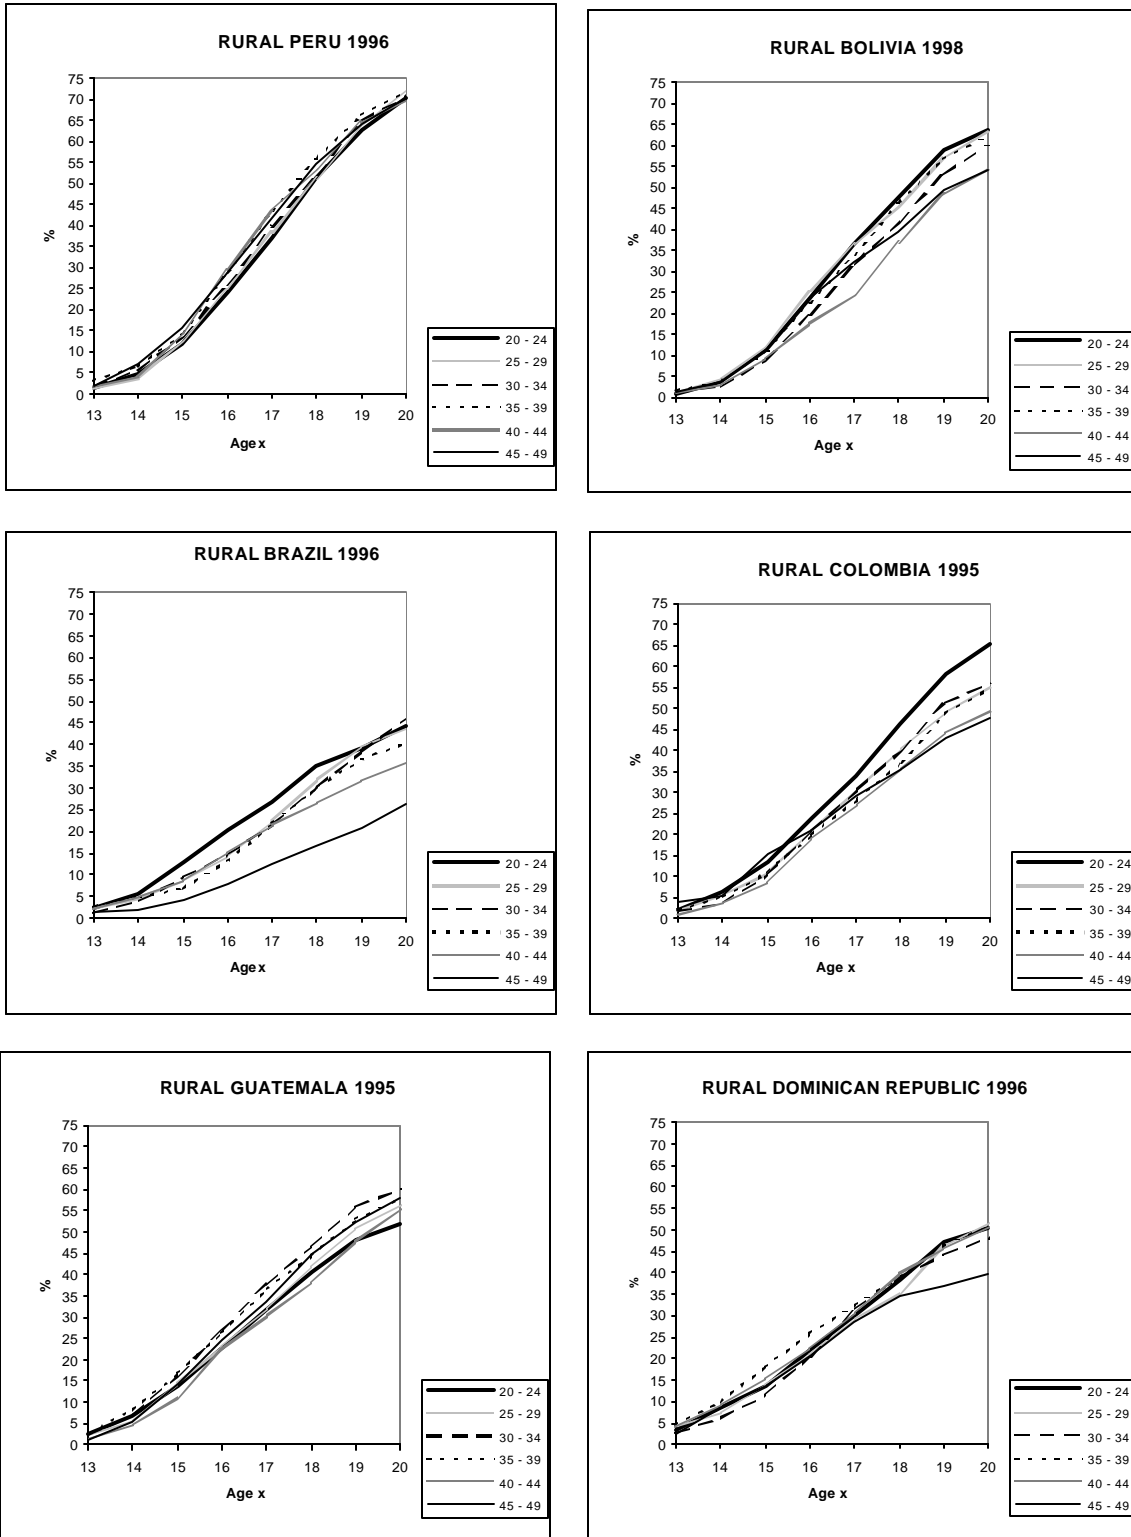 RURAL PERU 1996
75
70
65
60
55
50
45
40
35
30
25
20
15
10
5
0
%
13 14 15 16 17 18 19 20
Age x
20 - 24
25 - 29
30 - 34
35 - 39
40 - 44
45 - 49
RURAL BOLIVIA 1998
75
70
65
60
55
50
45
40
35
30
25
20
15
10
5
0
%
13 14 15 16 17 18 19 20
Age x
20 - 24
25 - 29
30 - 34
35 - 39
40 - 44
45 - 49
RURAL BRAZIL 1996
75
70
65
60
55
50
45
40
35
30
25
20
15
10
5
0
%
13 14 15 16 17 18 19 20
Age x
20 - 24
25 - 29
30 - 34
35 - 39
40 - 44
45 - 49
RURAL COLOMBIA 1995
75
70
65
60
55
50
45
40
35
30
25
20
15
10
5
0
%
13 14 15 16 17 18 19 20
Age x
20 - 24
25 - 29
30 - 34
35 - 39
40 - 44
45 - 49
RURAL GUATEMALA 1995
75
70
65
60
55
50
45
40
35
30
25
20
15
10
5
0
%
13 14 15 16 17 18 19 20
Age x
20 - 24
25 - 29
30 - 34
35 - 39
40 - 44
45 - 49
RURAL DOMINICAN REPUBLIC 1996
75
70
65
60
55
50
45
40
35
30
25
20
15
10
5
0
%
13 14 15 16 17 18 19 20
Age x
20 - 24
25 - 29
30 - 34
35 - 39
40 - 44
45 - 49